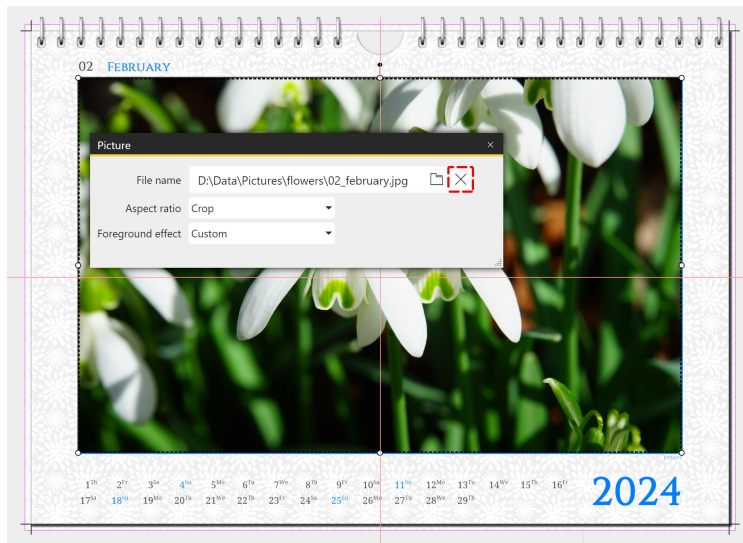 02 February
Picture
File name D:\Data\Pictures\flowers\02_february.jpg
Aspect ratio Crop
Foreground effect Custom
1Th 2Fr 3Sa 4Su 5Mo 6Tu 7We 8Th 9Fr 10Sa 11Su 12Mo 13Tu 14We 15Th 16Fr
17Sa 18Su 19Mo 20Tu 21We 22Th 23Fr 24Sa 25Su 26Mo 27Tu 28We 29Th
2024